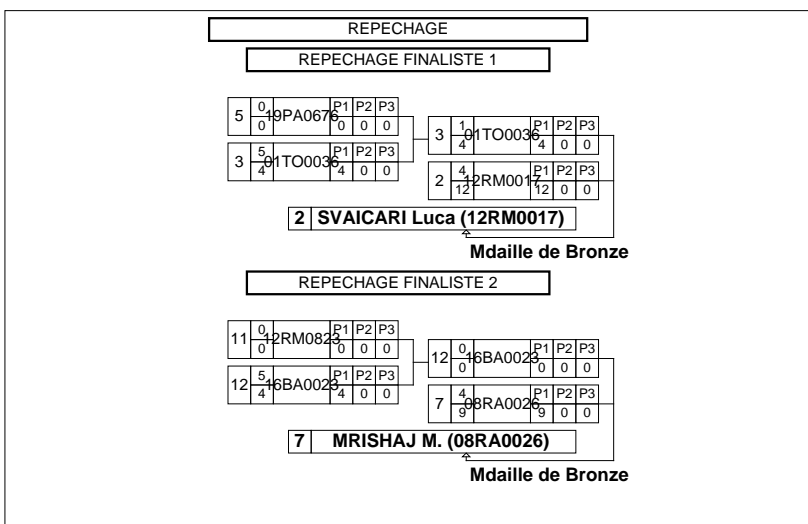 REPECHAGE
REPECHAGE FINALISTE 1
5 0 0 19PA0676 P1 P2 P3 0 0 0
3 5 4 01TO0036 P1 P2 P3 4 0 0
3 1 4 01TO0036 P1 P2 P3 4 0 0
2 4 12 12RM0017 P1 P2 P3 12 0 0
2 SVAICARI Luca (12RM0017)
Mdaille de Bronze
REPECHAGE FINALISTE 2
11 0 0 12RM0823 P1 P2 P3 0 0 0
12 5 4 16BA0023 P1 P2 P3 4 0 0
12 0 0 16BA0023 P1 P2 P3 0 0 0
7 4 9 08RA0026 P1 P2 P3 9 0 0
7 MRISHAJ M. (08RA0026)
Mdaille de Bronze